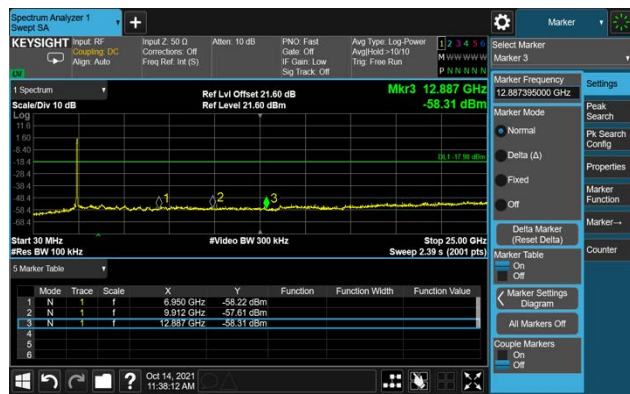 Spectrum Analyzer 1
Swept SA
Marker
KEYSIGHT
Input: RF
Coupling: DC
Align: Auto
Input Z: 50 Ω
Corrections: Off
Freq Ref: Int (S)
Atten: 10 dB
PNO: Fast
Gate: Off
IF Gain: Low
Sig Track: Off
Avg Type: Log-Power
Avg|Hold:>10/10
Trig: Free Run
1 2 3 4 5 6
M W W W W W
P N N N N N
LV
Select Marker
Marker 3
1 Spectrum
Scale/Div 10 dB
Log
Ref Lvl Offset 21.60 dB
Ref Level 21.60 dBm
Mkr3 12.887 GHz
-58.31 dBm
11.6
1.60
-8.40
-18.4
-28.4
-38.4
-48.4
-58.4
-68.4
DL1 -17.98 dBm
1
2
3
Start 30 MHz
#Res BW 100 kHz
#Video BW 300 kHz
Stop 25.00 GHz
Sweep 2.39 s (2001 pts)
5 Marker Table
Mode Trace Scale X Y Function Function Width Function Value
1 N 1 f 6.950 GHz -58.22 dBm
2 N 1 f 9.912 GHz -57.61 dBm
3 N 1 f 12.887 GHz -58.31 dBm
4
5
6
Marker Frequency
12.887395000 GHz
Marker Mode
Normal
Delta (Δ)
Fixed
Off
Delta Marker
(Reset Delta)
Marker Table
On
Off
Marker Settings
Diagram
All Markers Off
Couple Markers
On
Off
Settings
Peak
Search
Pk Search
Config
Properties
Marker
Function
Marker→
Counter
?
Oct 14, 2021
11:38:12 AM